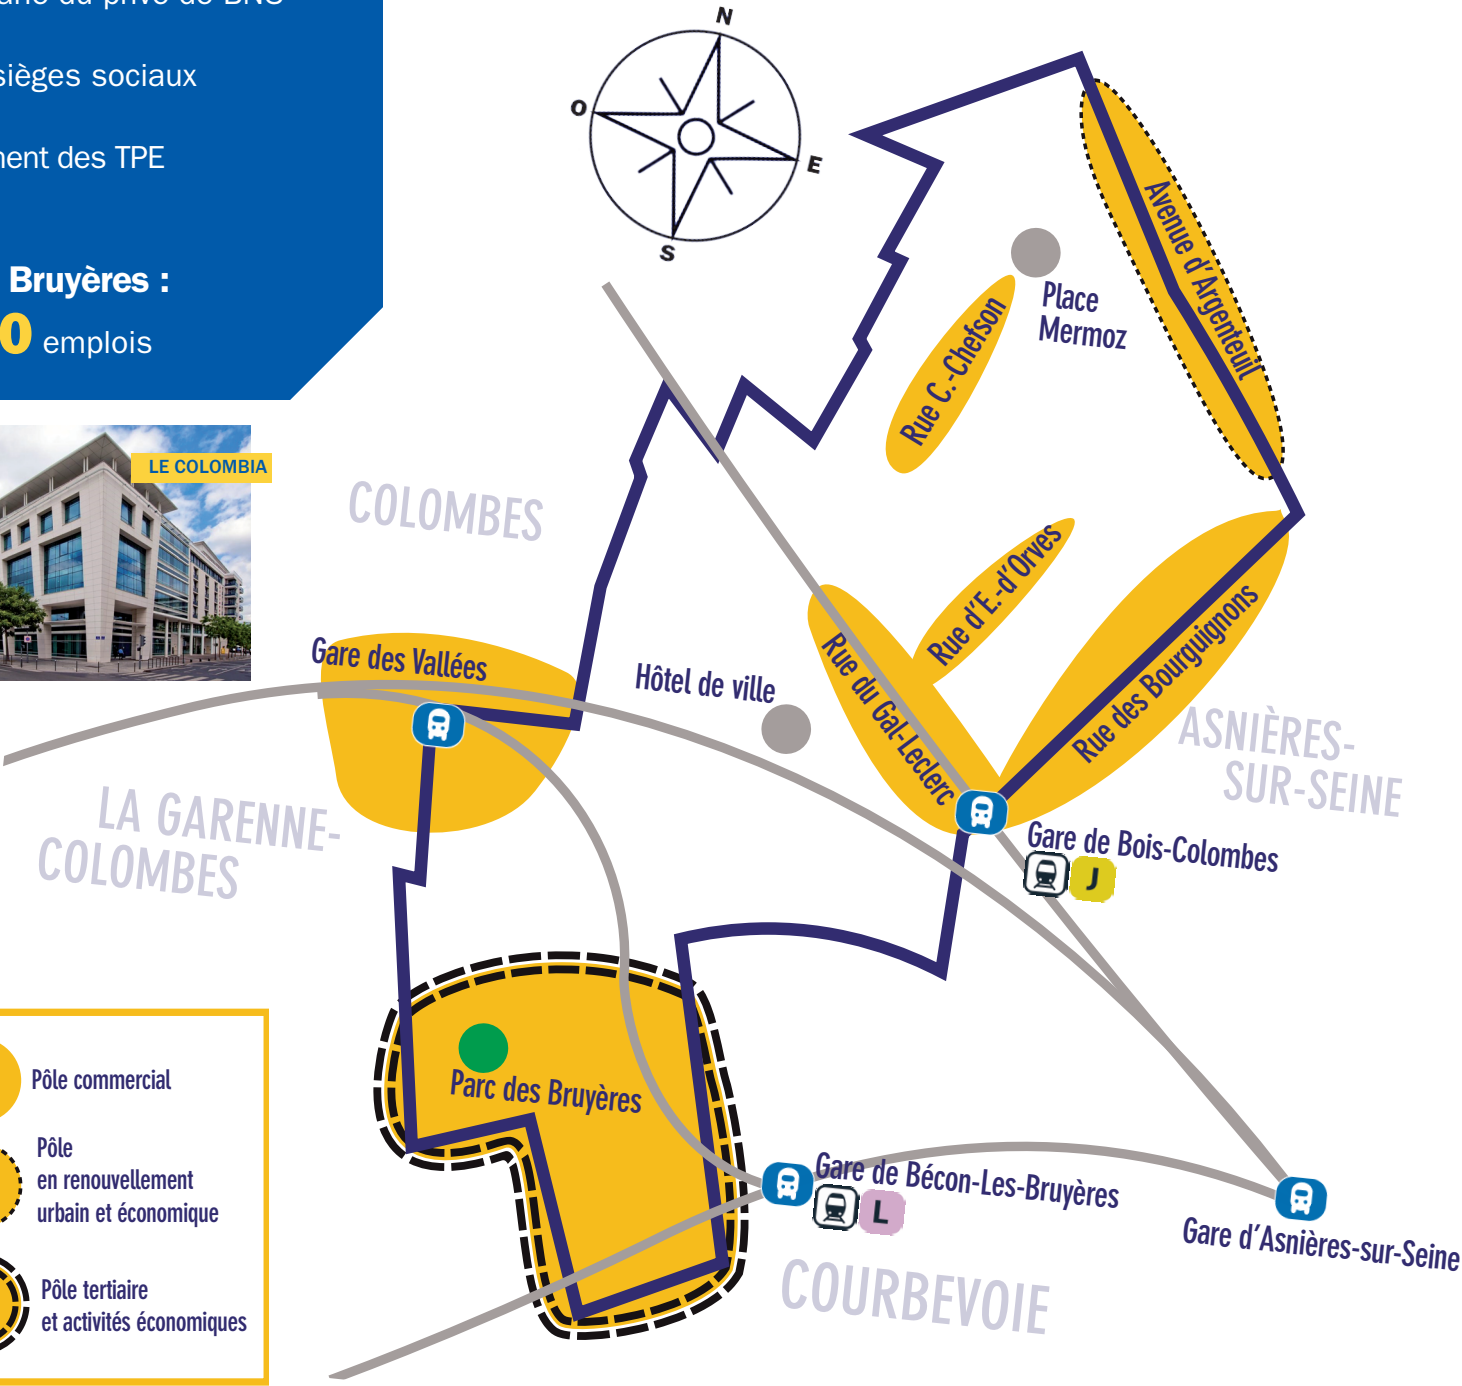 sièges sociaux
des TPE
Bruyères :
0 emplois
LE COLOMBIA
N
O
E
S
Avenue d'Argenteuil
Place
Mermoz
Rue C.-Chefson
COLOMBES
Rue d'E.-d'Orves
Gare des Vallées
Hôtel de ville
Rue du Gal-Leclerc
Rue des Bourguignons
ASNIÈRES-
SUR-SEINE
LA GARENNE-
COLOMBES
Gare de Bois-Colombes
J
Parc des Bruyères
Gare de Bécon-Les-Bruyères
L
Gare d'Asnières-sur-Seine
COURBEVOIE
Pôle commercial
Pôle
en renouvellement
urbain et économique
Pôle tertiaire
et activités économiques